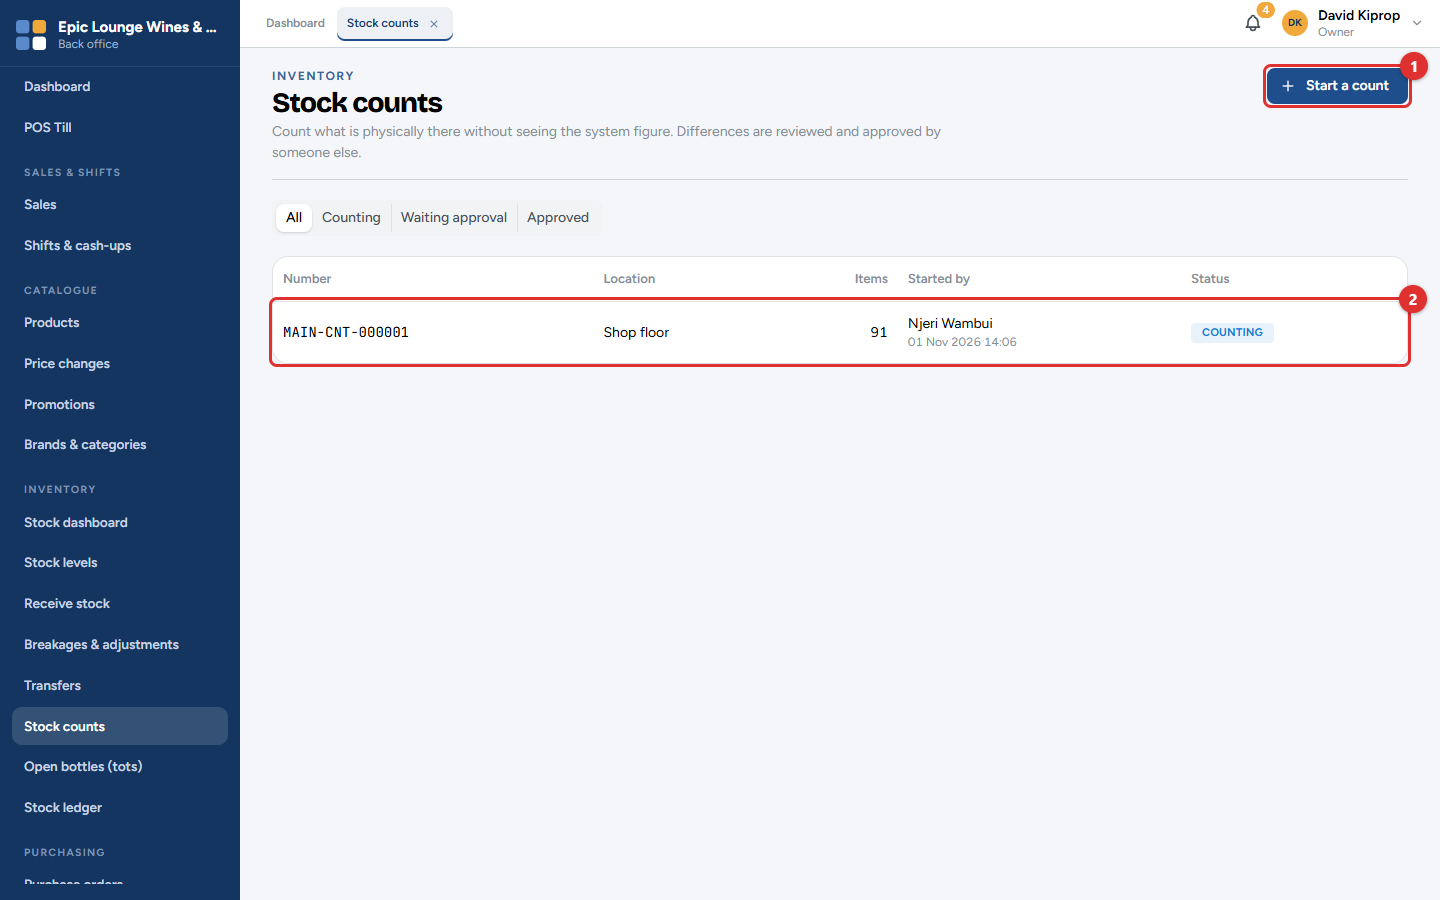 Epic Lounge Wines & ...
Back office
Dashboard
POS Till
SALES & SHIFTS
Sales
Shifts & cash-ups
CATALOGUE
Products
Price changes
Promotions
Brands & categories
INVENTORY
Stock dashboard
Stock levels
Receive stock
Breakages & adjustments
Transfers
Stock counts
Open bottles (tots)
Stock ledger
PURCHASING
Purchase orders
Dashboard
Stock counts ×
4
DK
David Kiprop
Owner
INVENTORY
Stock counts
Count what is physically there without seeing the system figure. Differences are reviewed and approved by
someone else.
+ Start a count
1
All
Counting
Waiting approval
Approved
Number Location Items Started by Status
2
MAIN-CNT-000001 Shop floor 91 Njeri Wambui COUNTING
01 Nov 2026 14:06